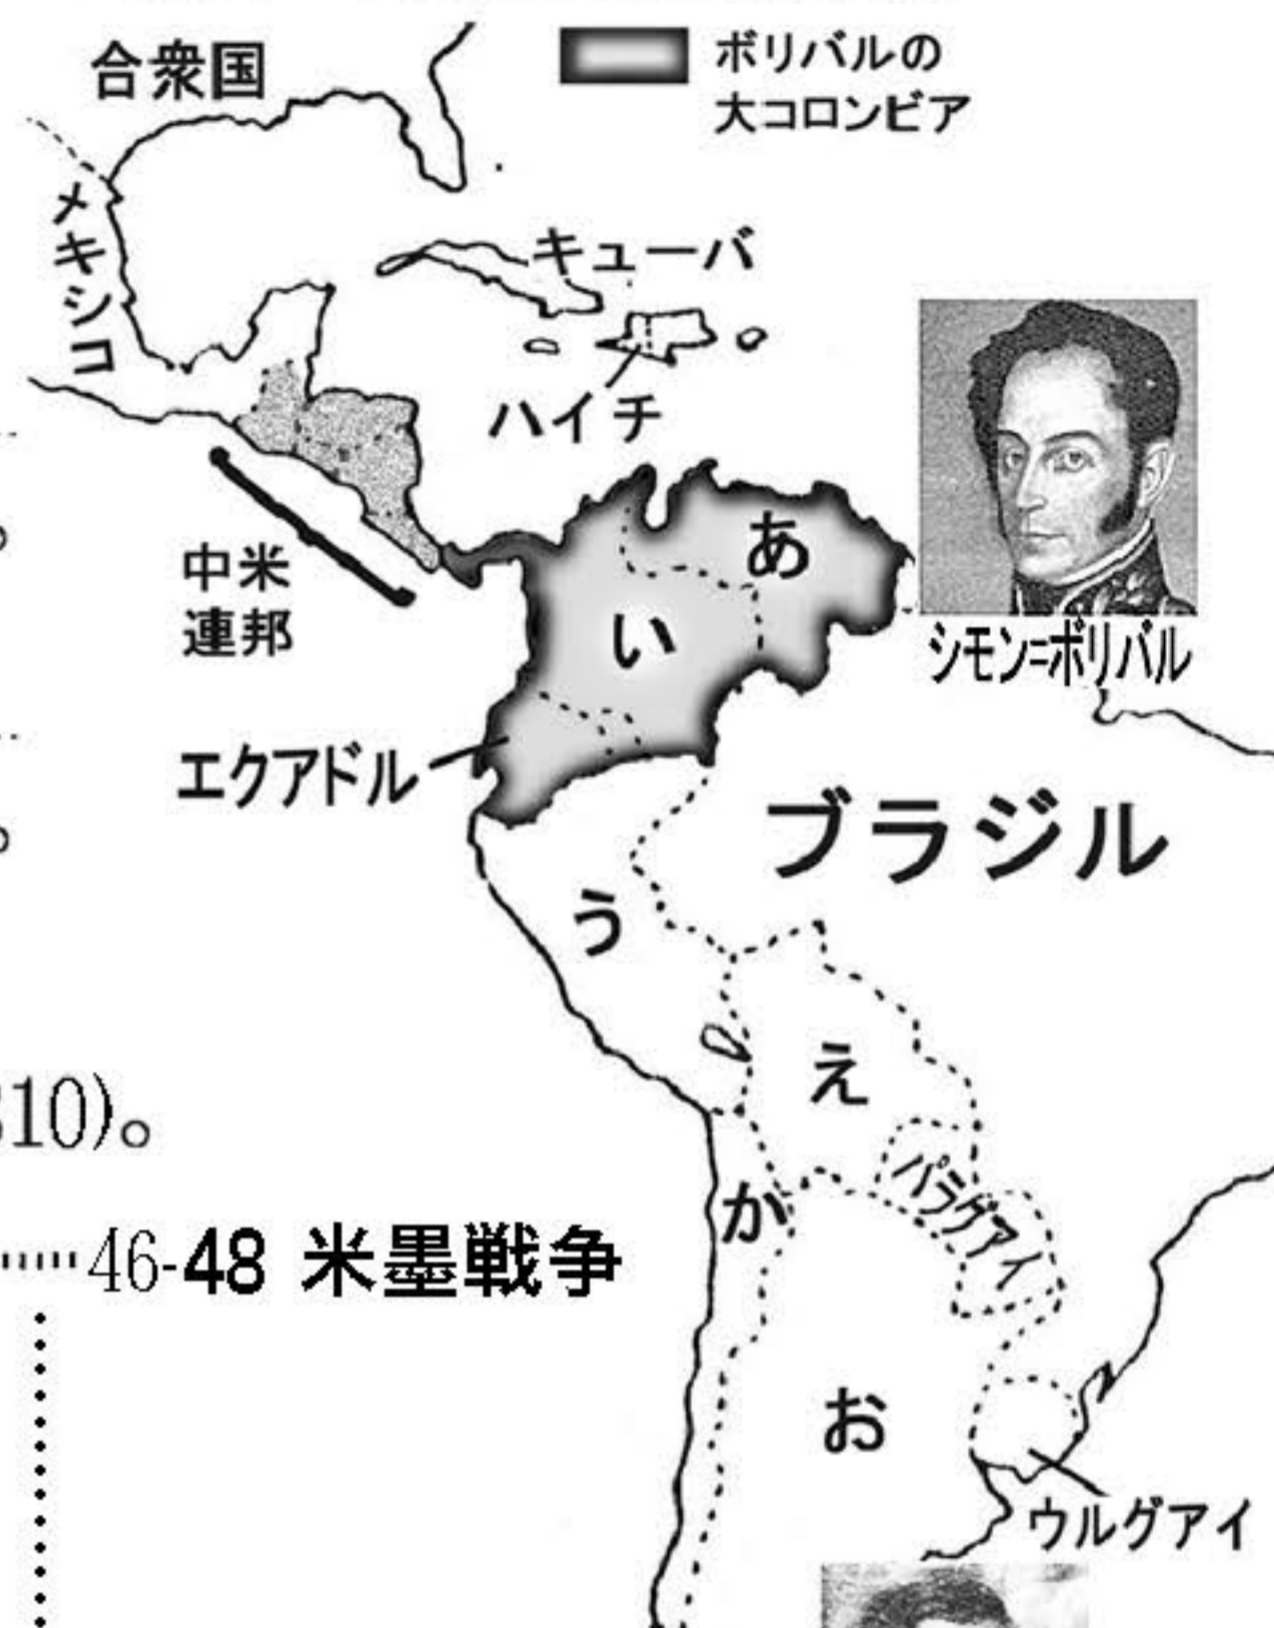 合衆国
ボリバルの
大コロンビア
メキシコ
キューバ
ハイチ
あ
中米
連邦
い
シモン=ボリバル
エクアドル
ブラジル
う
え
10)。
パラグアイ
か
46-48 米墨戦争
お
ウルグアイ